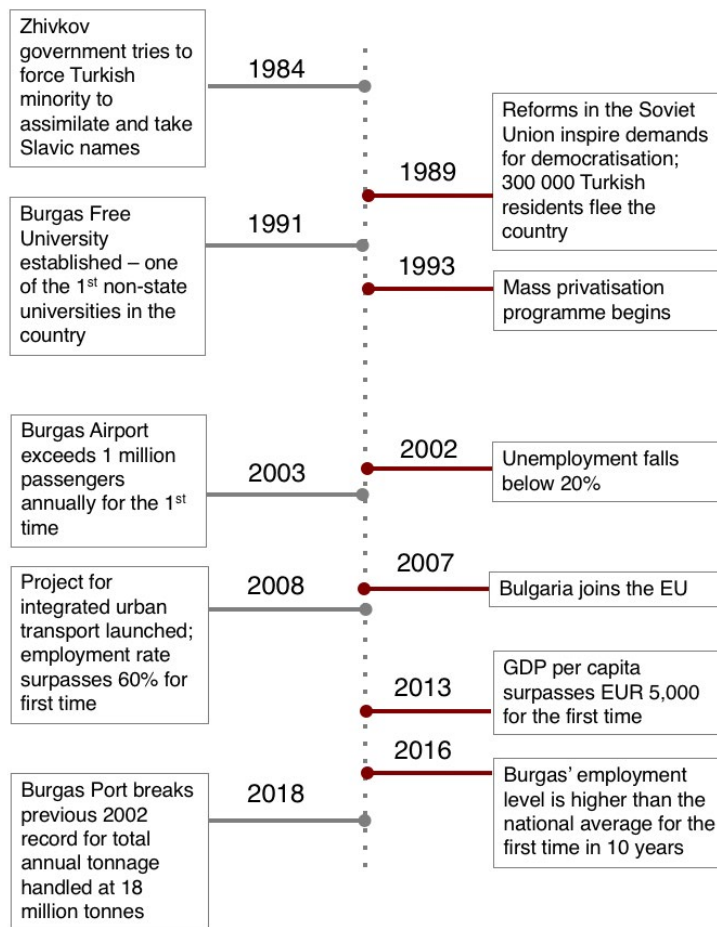 Zhivkov
government tries to
force Turkish
minority to
assimilate and take
Slavic names
1984
Reforms in the Soviet
Union inspire demands
for democratisation;
300 000 Turkish
residents flee the
country
1989
Burgas Free
University
established – one
of the 1st non-state
universities in the
country
1991
1993
Mass privatisation
programme begins
Burgas Airport
exceeds 1 million
passengers
annually for the 1st
time
2003
2002
Unemployment falls
below 20%
2007
Bulgaria joins the EU
Project for
integrated urban
transport launched;
employment rate
surpasses 60% for
first time
2008
GDP per capita
surpasses EUR 5,000
for the first time
2013
2016
Burgas’ employment
level is higher than the
national average for the
first time in 10 years
Burgas Port breaks
previous 2002
record for total
annual tonnage
handled at 18
million tonnes
2018